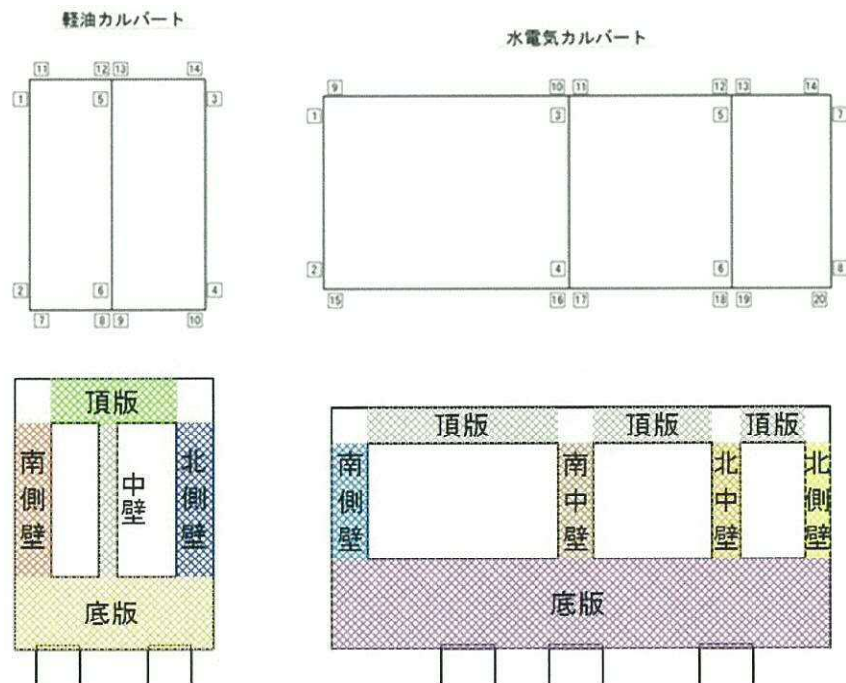 軽油カルバート
水電気カルバート
11 12 13 14
1 5 3
2 6 4
7 8 9 10
9 10 11 12 13 14
1 3 5 7
2 4 6 8
15 16 17 18 19 20
頂版
南側壁
中壁
北側壁
底版
頂版 頂版 頂版
南側壁
南中壁
北中壁
北側壁
底版